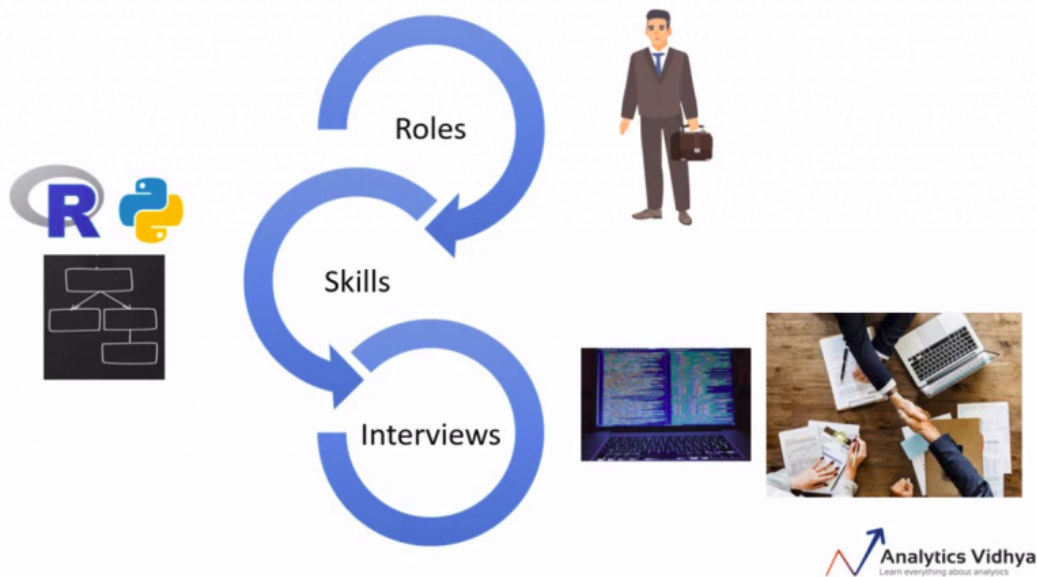 Roles
R
Skills
Interviews
Analytics Vidhya
Learn everything about analytics